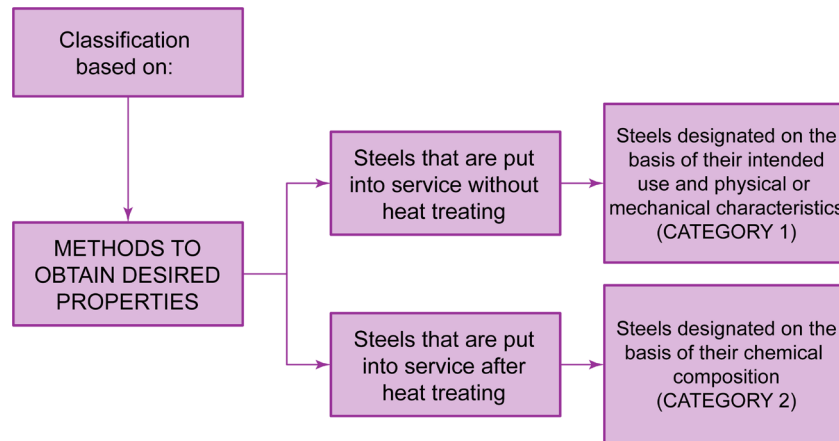 Classification
based on:
METHODS TO
OBTAIN DESIRED
PROPERTIES
Steels that are put
into service without
heat treating
Steels designated on the
basis of their intended
use and physical or
mechanical characteristics
(CATEGORY 1)
Steels that are put
into service after
heat treating
Steels designated on the
basis of their chemical
composition
(CATEGORY 2)